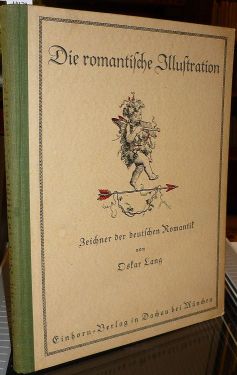 Die romantische Illustration
Zeichner der deutschen Romantik
von
Oskar Lang
Einhorn-Verlag in Dachau bei München